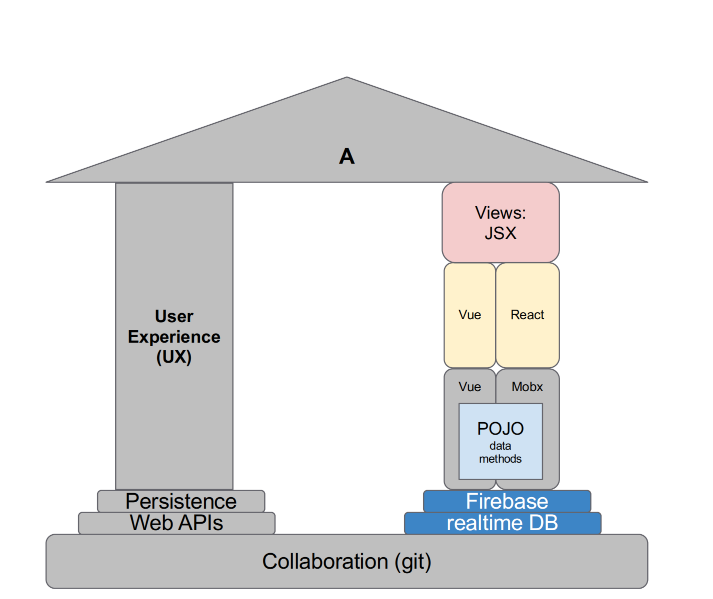 A
User
Experience
(UX)
Views:
JSX
Vue
React
Vue
Mobx
POJO
data
methods
Persistence
Web APIs
Firebase
realtime DB
Collaboration (git)